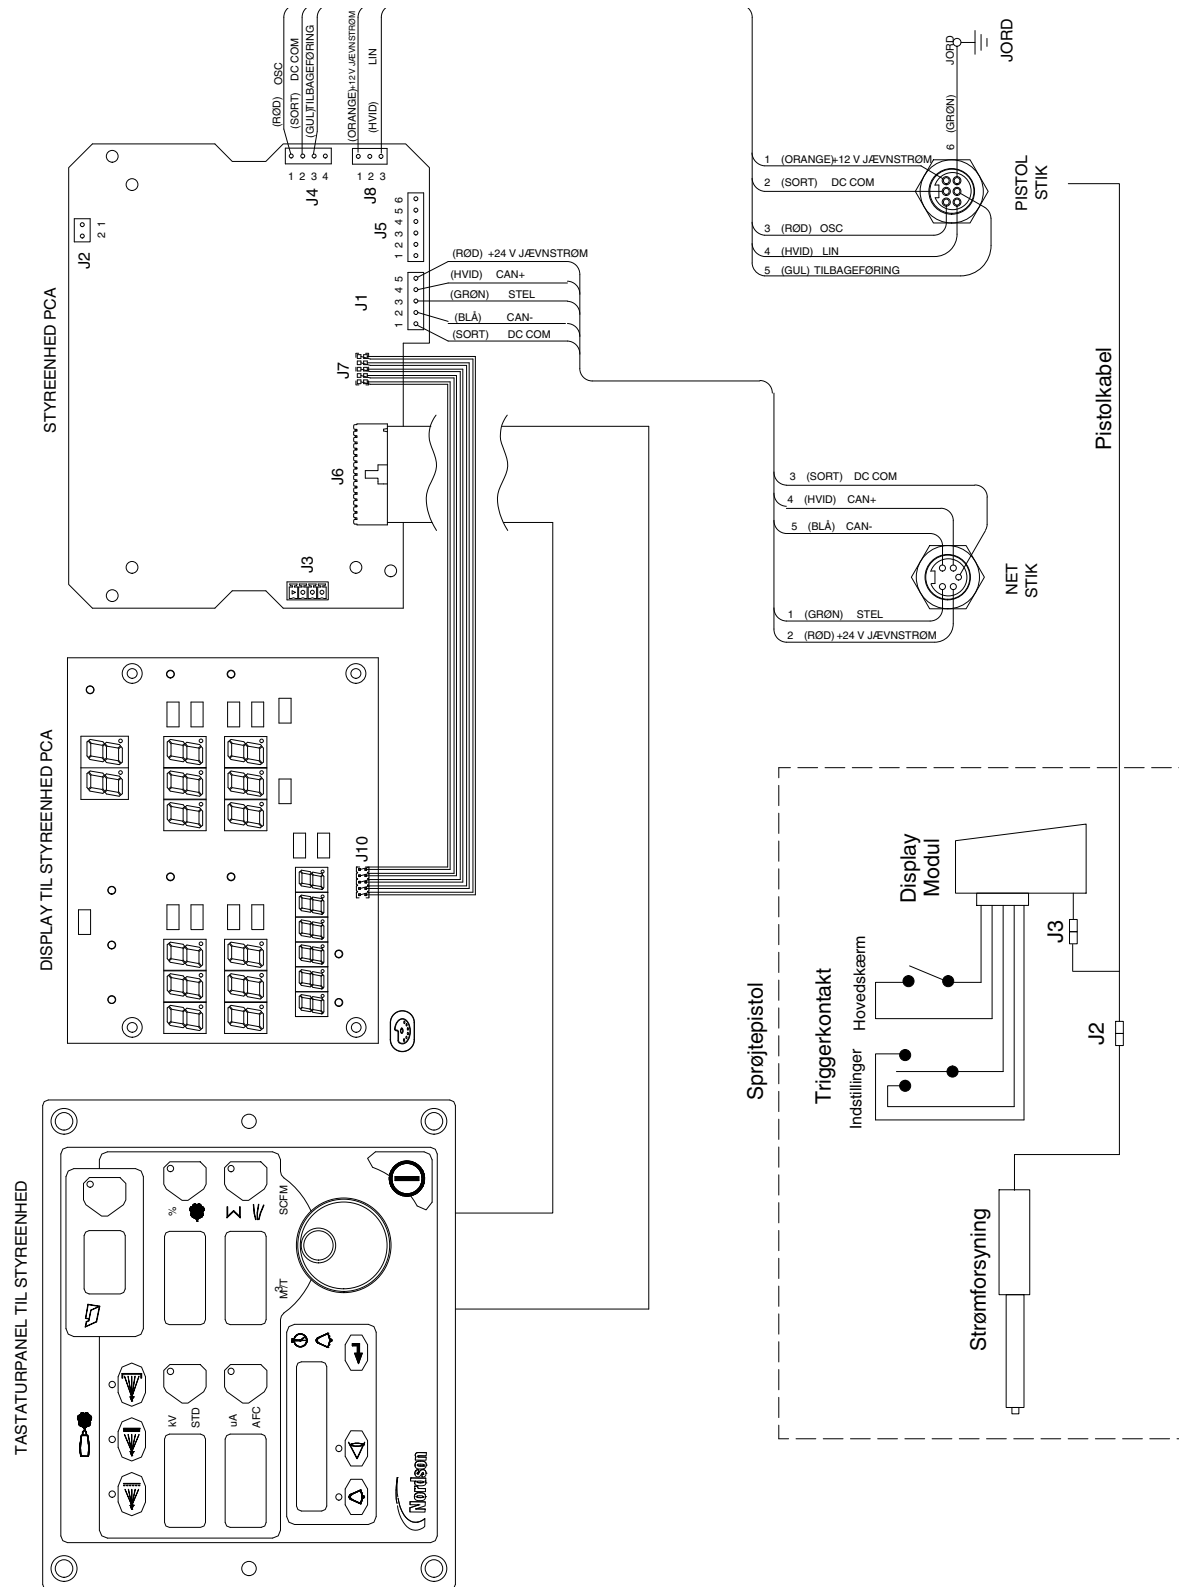 STYREENHED PCA
J2
2 1
(RØD) OSC
(SORT) DC COM
(GUL)TILBAGEFØRING
1 2 3 4
J4
(ORANGE)+12 V JÆVNSTRØM
(HVID) LIN
1 2 3
J8
J5
1 2 3 4 5 6
J1
1 2 3 4 5
(RØD) +24 V JÆVNSTRØM
(HVID) CAN+
(GRØN) STEL
(BLÅ) CAN-
(SORT) DC COM
J7
J6
J3
1 (ORANGE)+12 V JÆVNSTRØM
2 (SORT) DC COM
3 (RØD) OSC
4 (HVID) LIN
5 (GUL) TILBAGEFØRING
6 (GRØN) JORD
JORD
PISTOL
STIK
Pistolkabel
3 (SORT) DC COM
4 (HVID) CAN+
5 (BLÅ) CAN-
1 (GRØN) STEL
2 (RØD) +24 V JÆVNSTRØM
NET
STIK
DISPLAY TIL STYREENHED PCA
J10
Sprøjtepistol
Triggerkontakt
Indstillinger
Hovedskærm
Display
Modul
J3
J2
Strømforsyning
TASTATURPANEL TIL STYREENHED
%
SCFM
M³/T
kV
STD
uA
AFC
Nordson